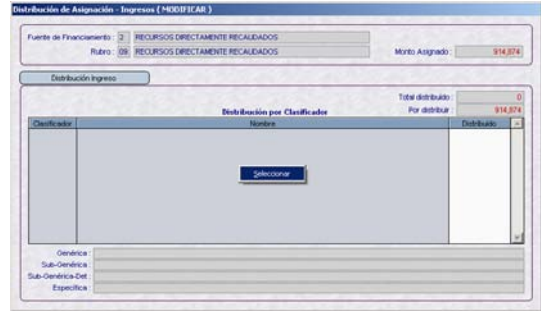 Distribución de Asignación - Ingresos ( MODIFICAR )
Fuente de Financiamiento : 2 RECURSOS DIRECTAMENTE RECAUDADOS
Rubro : 09 RECURSOS DIRECTAMENTE RECAUDADOS Monto Asignado : 914,974
Distribución Ingreso
Total distribuido : 0
Distribución por Clasificador Por distribuir : 914,974
Clasificador Nombre Distribuido
Seleccionar
Genérica :
Sub-Genérica :
Sub-Genérica-Det :
Específica :